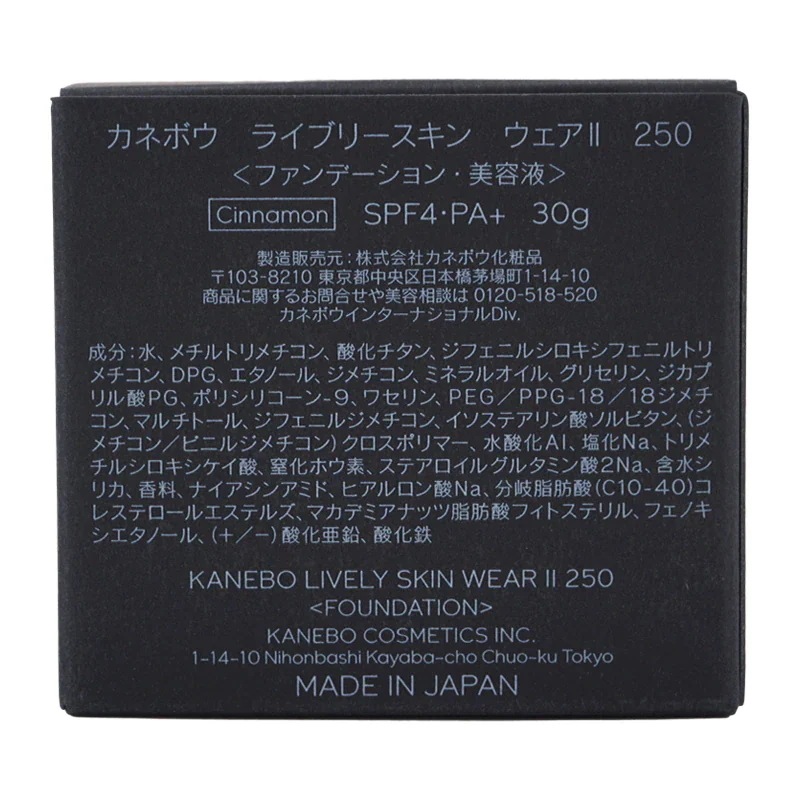 カネボウ ライブリースキン ウェアⅡ 250
＜ファンデーション・美容液＞
Cinnamon SPF4・PA+ 30g
製造販売元：株式会社カネボウ化粧品
〒103-8210 東京都中央区日本橋茅場町1-14-10
商品に関するお問合せや美容相談は 0120-518-520
カネボウインターナショナルDiv.
成分：水、メチルトリメチコン、酸化チタン、ジフェニルシロキシフェニルトリ
メチコン、DPG、エタノール、ジメチコン、ミネラルオイル、グリセリン、ジカプ
リル酸PG、ポリシリコーン-9、ワセリン、PEG／PPG-18／18ジメチ
コン、マルチトール、ジフェニルジメチコン、イソステアリン酸ソルビタン、(ジ
メチコン／ビニルジメチコン)クロスポリマー、水酸化Al、塩化Na、トリメ
チルシロキシケイ酸、窒化ホウ素、ステアロイルグルタミン酸2Na、含水シ
リカ、香料、ナイアシンアミド、ヒアルロン酸Na、分岐脂肪酸(C10-40)コ
レステロールエステルズ、マカデミアナッツ脂肪酸フィトステリル、フェノキ
シエタノール、(+/−)酸化亜鉛、酸化鉄
KANEBO LIVELY SKIN WEAR II 250
<FOUNDATION>
KANEBO COSMETICS INC.
1-14-10 Nihonbashi Kayaba-cho Chuo-ku Tokyo
MADE IN JAPAN